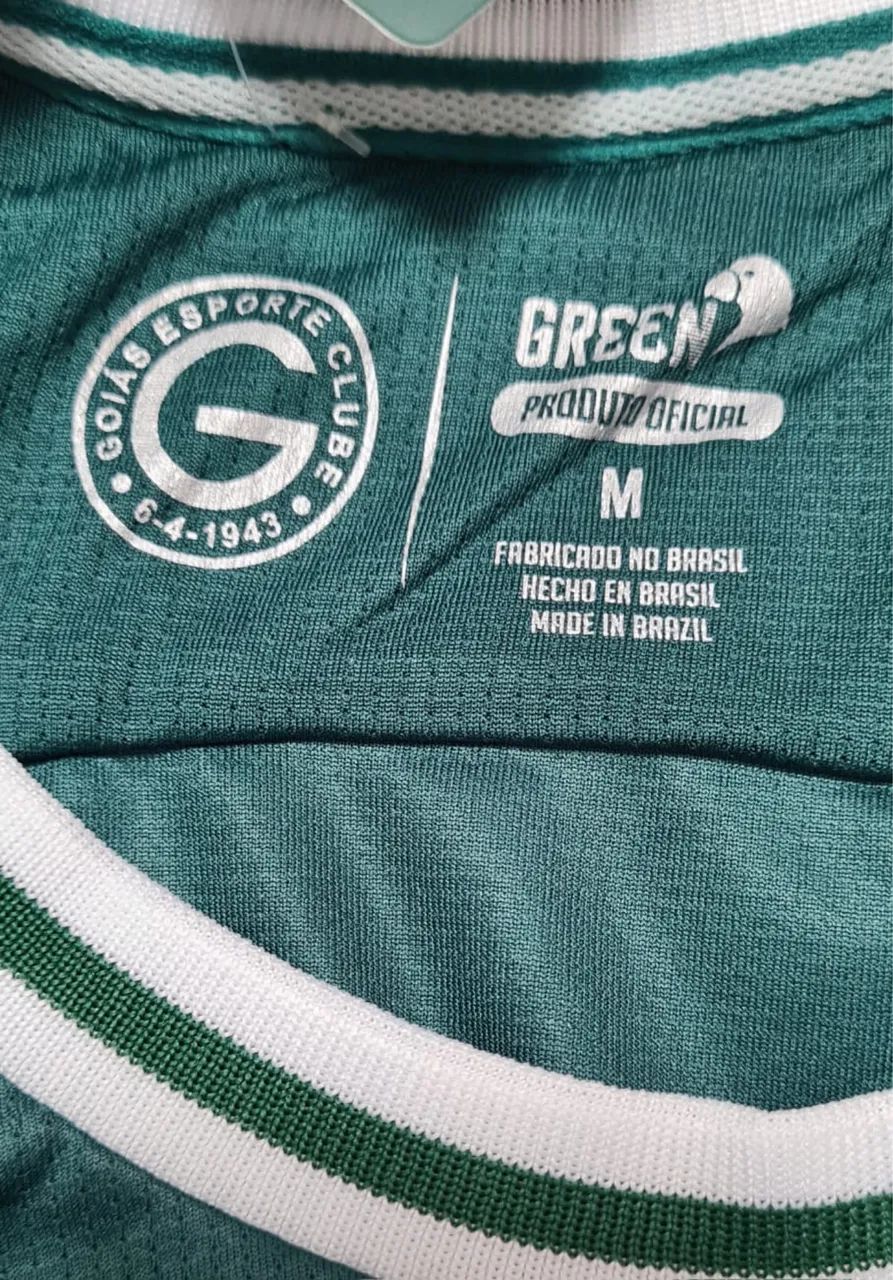 GOIÁS ESPORTE CLUBE
G
6-4-1943
GREEN
PRODUTO OFICIAL
M
FABRICADO NO BRASIL
HECHO EN BRASIL
MADE IN BRAZIL